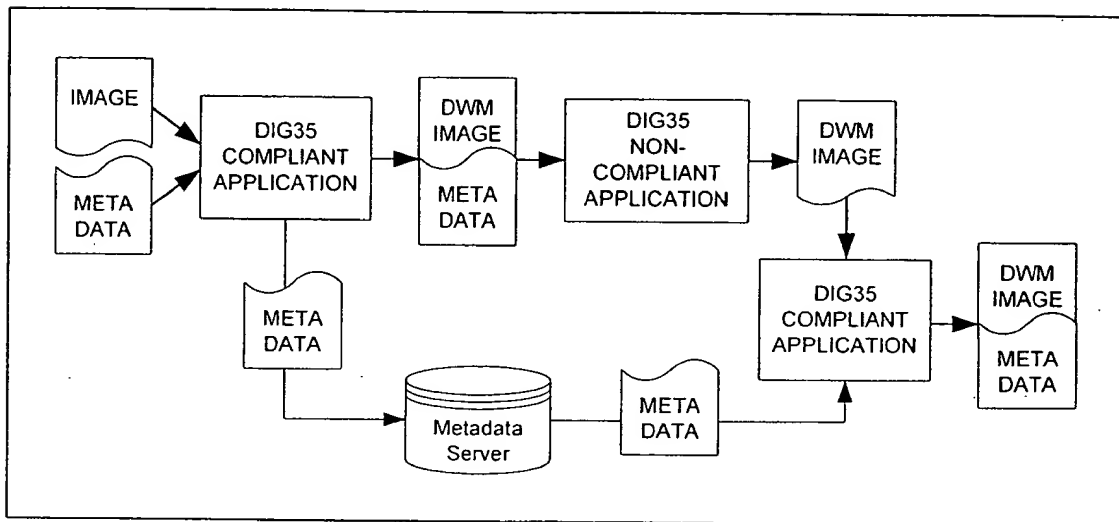 IMAGE
META
DATA
DIG35
COMPLIANT
APPLICATION
DWM
IMAGE
META
DATA
DIG35
NON-
COMPLIANT
APPLICATION
DWM
IMAGE
META
DATA
Metadata
Server
META
DATA
DIG35
COMPLIANT
APPLICATION
DWM
IMAGE
META
DATA